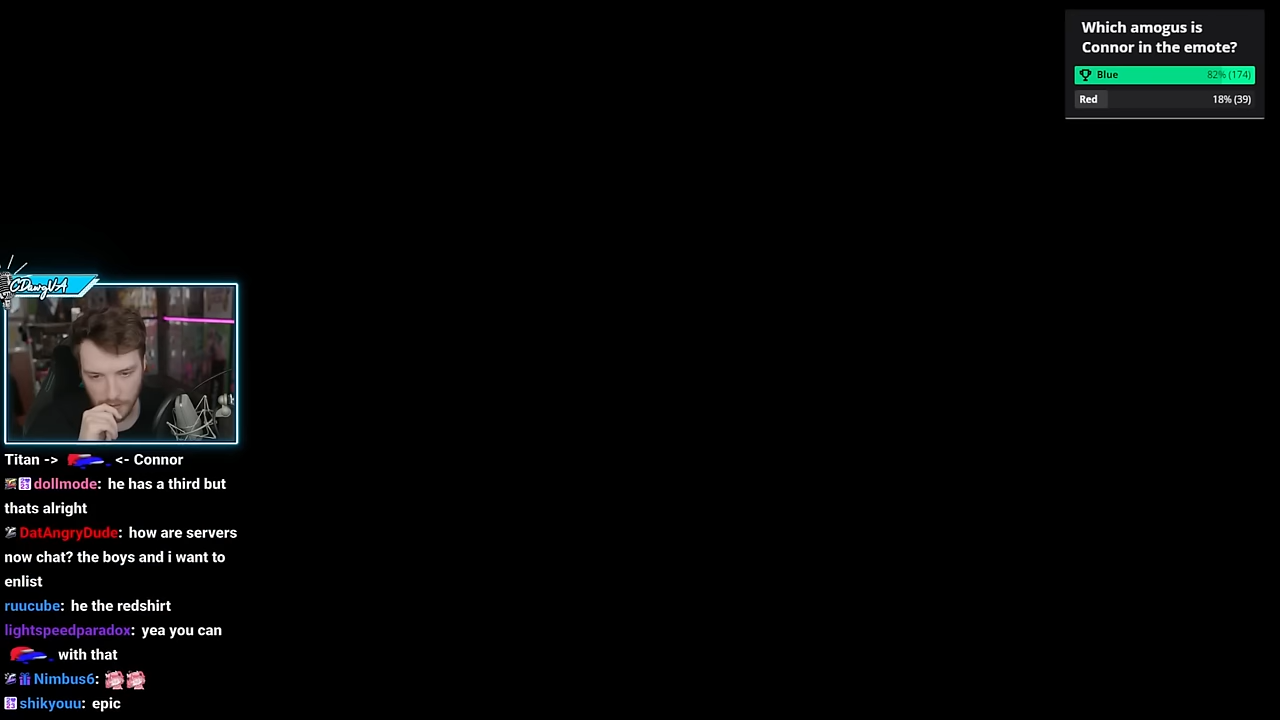 Which amogus is
Connor in the emote?
Blue 82% (174)
Red 18% (39)
CDawgVA
Titan -> <- Connor
dollmode: he has a third but
thats alright
DatAngryDude: how are servers
now chat? the boys and i want to
enlist
ruucube: he the redshirt
lightspeedparadox: yea you can
with that
Nimbus6:
shikyouu: epic